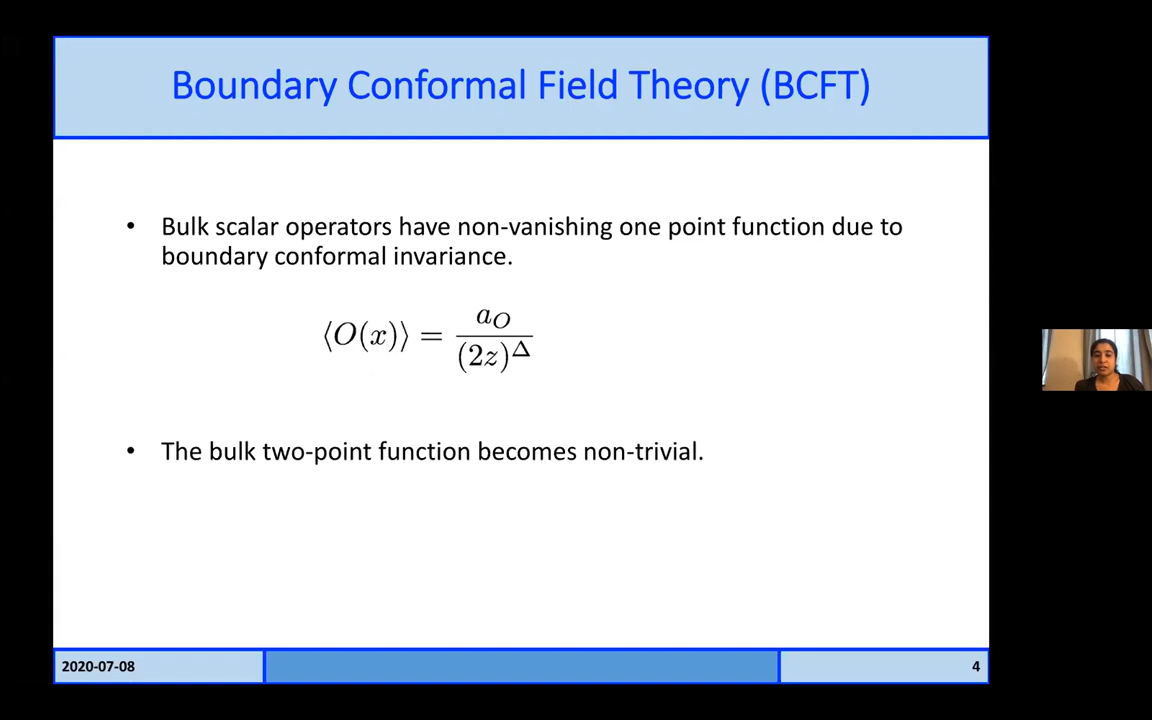 Boundary Conformal Field Theory (BCFT)
• Bulk scalar operators have non-vanishing one point function due to
boundary conformal invariance.
⟨O(x)⟩ = a_O / (2z)^Δ
• The bulk two-point function becomes non-trivial.
2020-07-08
4